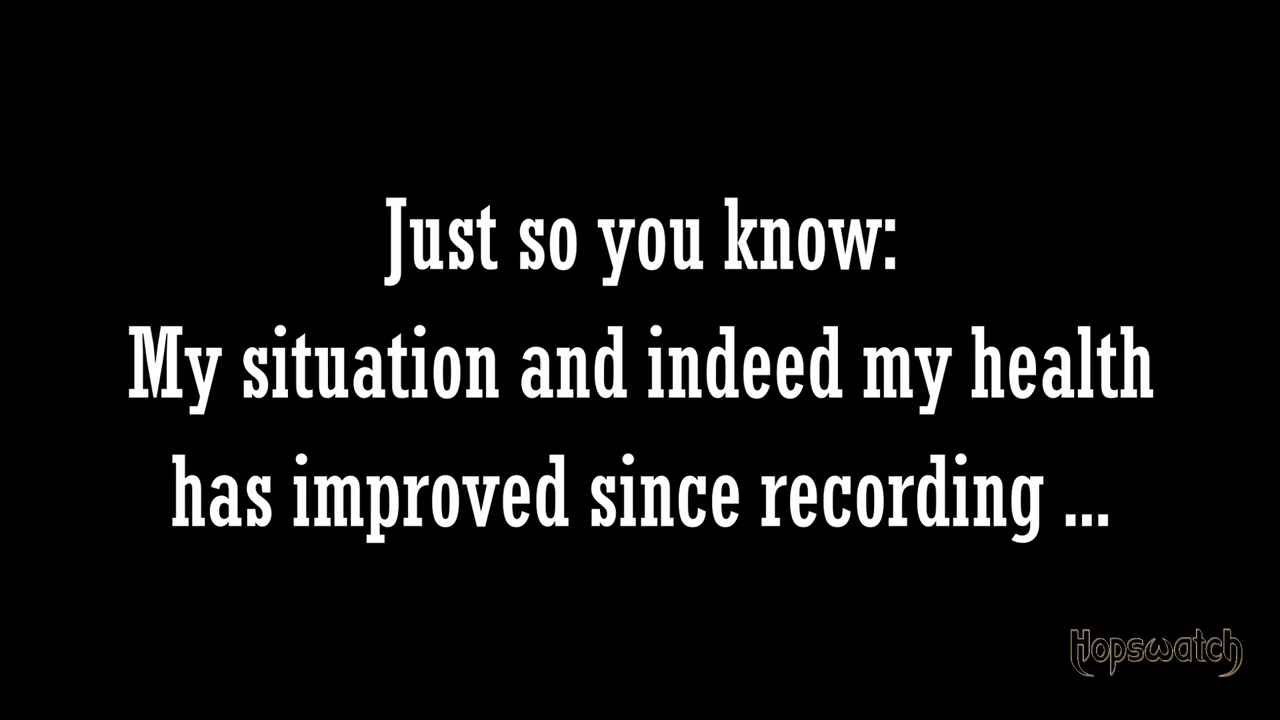 Just so you know:
My situation and indeed my health
has improved since recording ...
Hopswatch